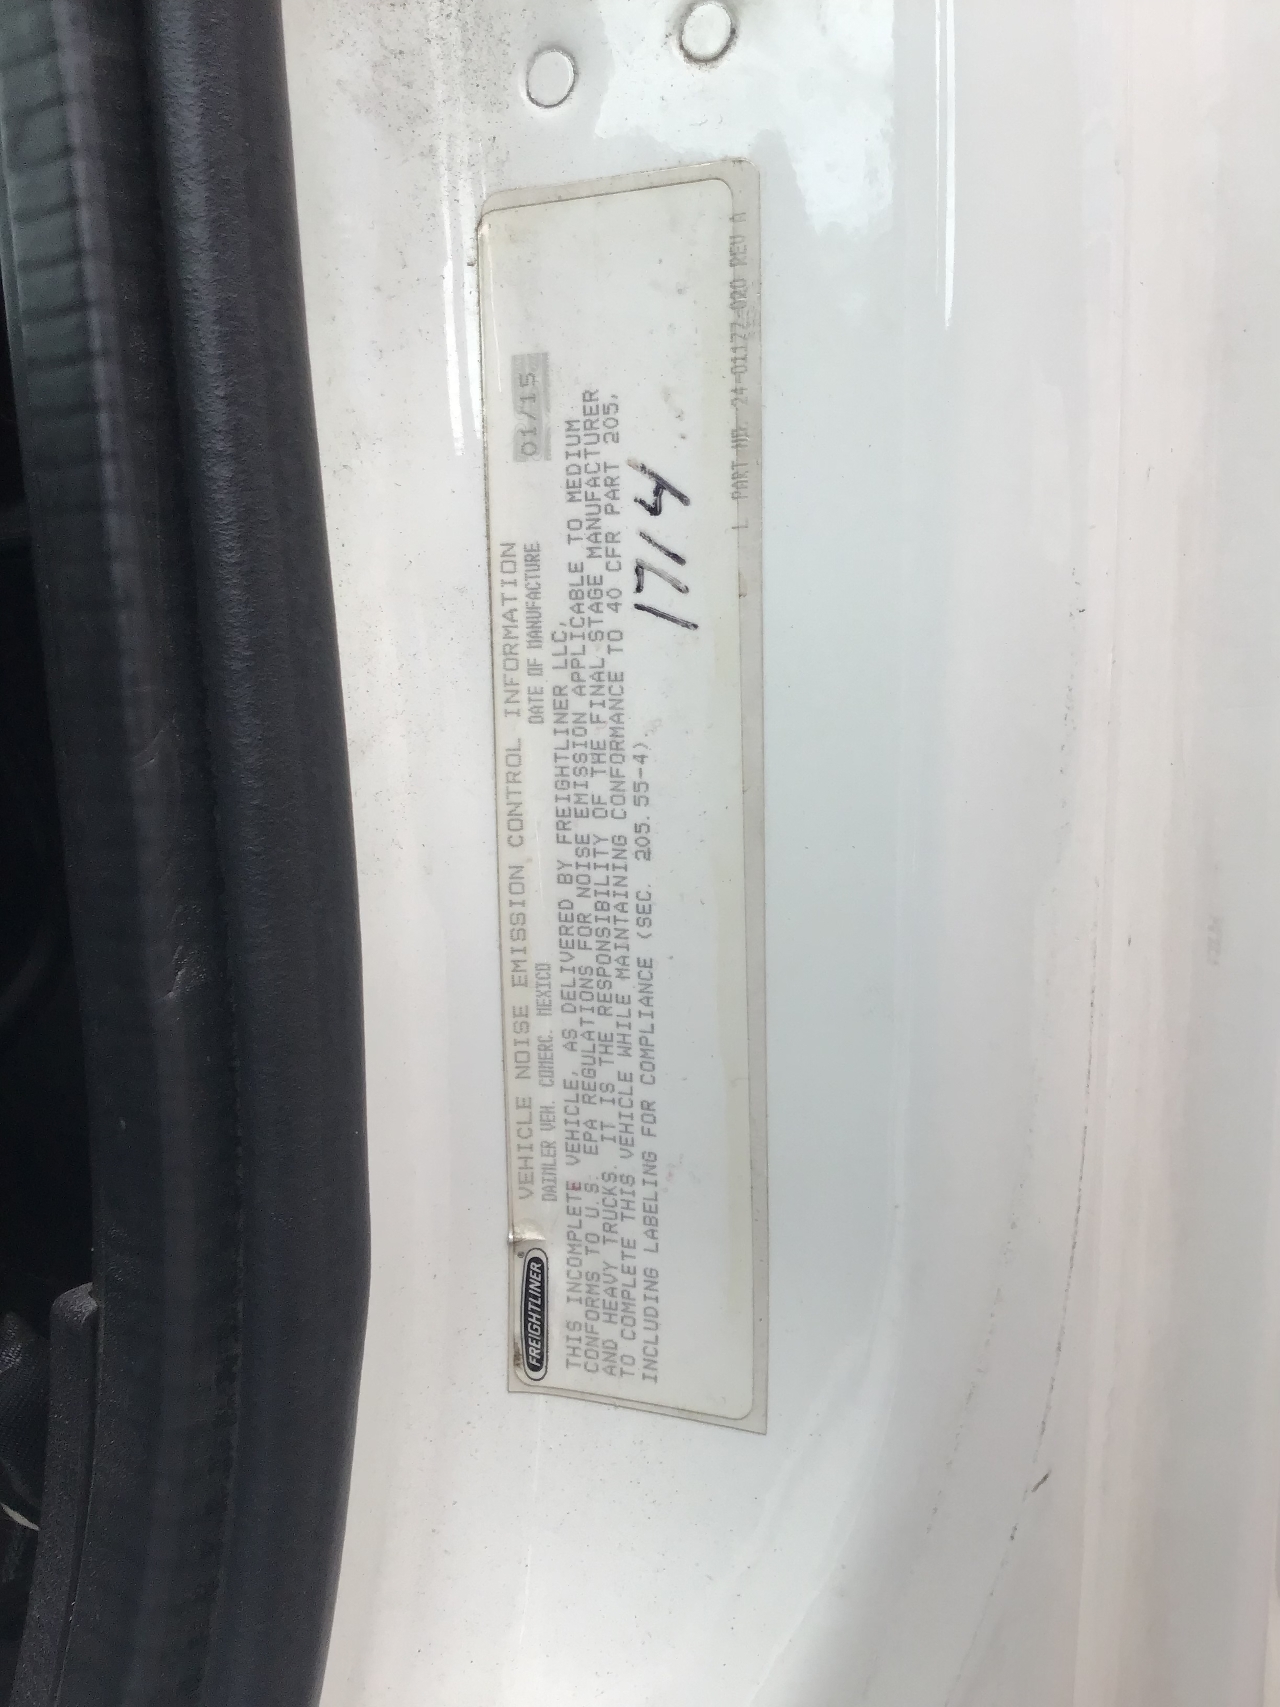 FREIGHTLINER®
VEHICLE NOISE EMISSION CONTROL INFORMATION
DAIMLER VEH. COMERC. MEXICO DATE OF MANUFACTURE 01/15
THIS INCOMPLETE VEHICLE, AS DELIVERED BY FREIGHTLINER LLC,
CONFORMS TO U.S. EPA REGULATIONS FOR NOISE EMISSION APPLICABLE TO MEDIUM
AND HEAVY TRUCKS. IT IS THE RESPONSIBILITY OF THE FINAL STAGE MANUFACTURER
TO COMPLETE THIS VEHICLE WHILE MAINTAINING CONFORMANCE TO 40 CFR PART 205,
INCLUDING LABELING FOR COMPLIANCE (SEC. 205.55-4).
1714
PART NR. 24-01177-020 REV A